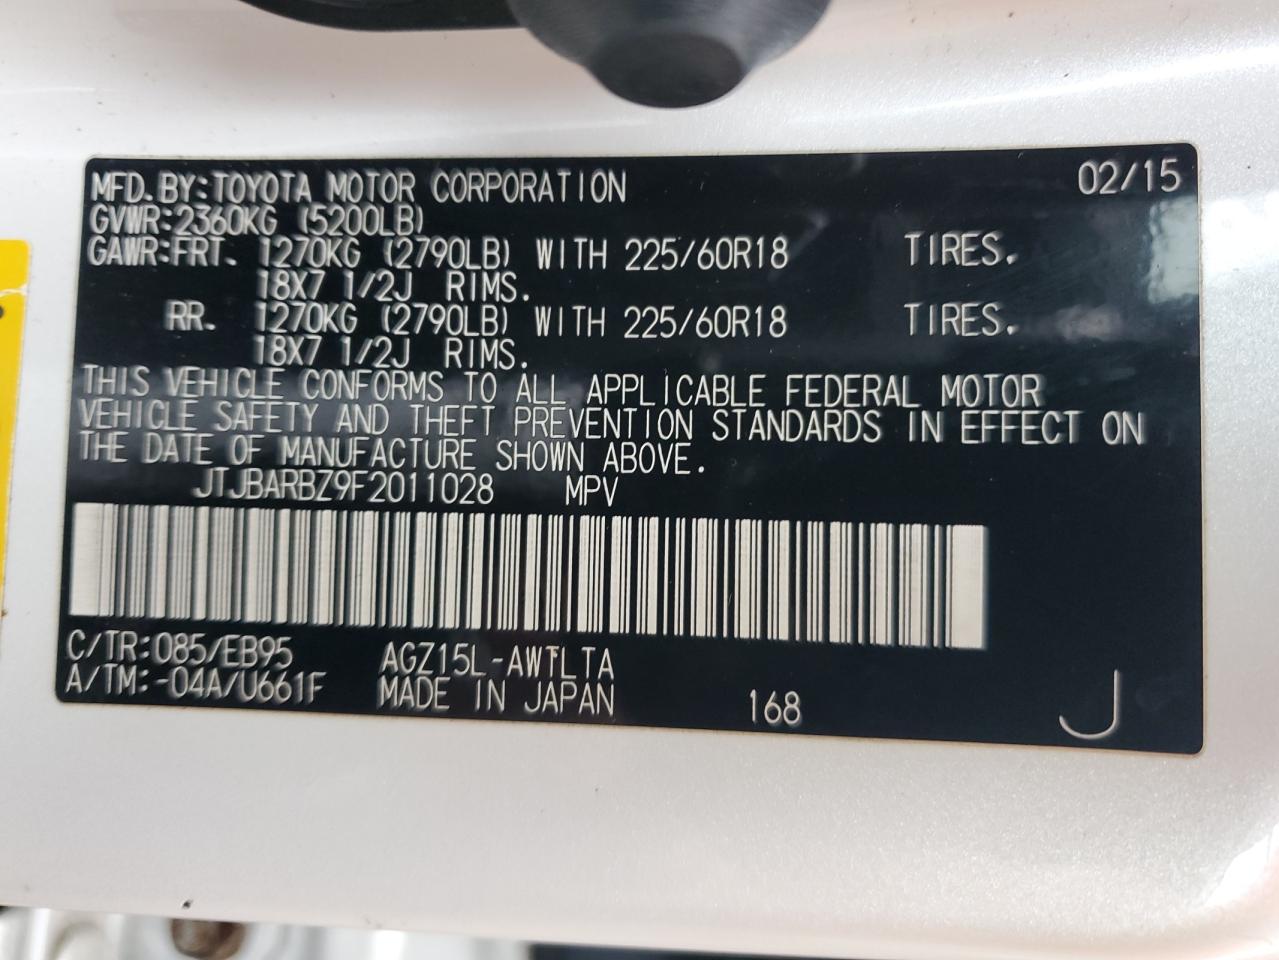 MFD.BY:TOYOTA MOTOR CORPORATION 02/15
GVWR:2360KG (5200LB)
GAWR:FRT. 1270KG (2790LB) WITH 225/60R18 TIRES.
18X7 1/2J RIMS.
RR. 1270KG (2790LB) WITH 225/60R18 TIRES.
18X7 1/2J RIMS.
THIS VEHICLE CONFORMS TO ALL APPLICABLE FEDERAL MOTOR
VEHICLE SAFETY AND THEFT PREVENTION STANDARDS IN EFFECT ON
THE DATE OF MANUFACTURE SHOWN ABOVE.
JTJBARBZ9F2011028 MPV
C/TR:085/EB95 AGZ15L-AWTLTA
A/TM:-04A/U661F MADE IN JAPAN 168 J